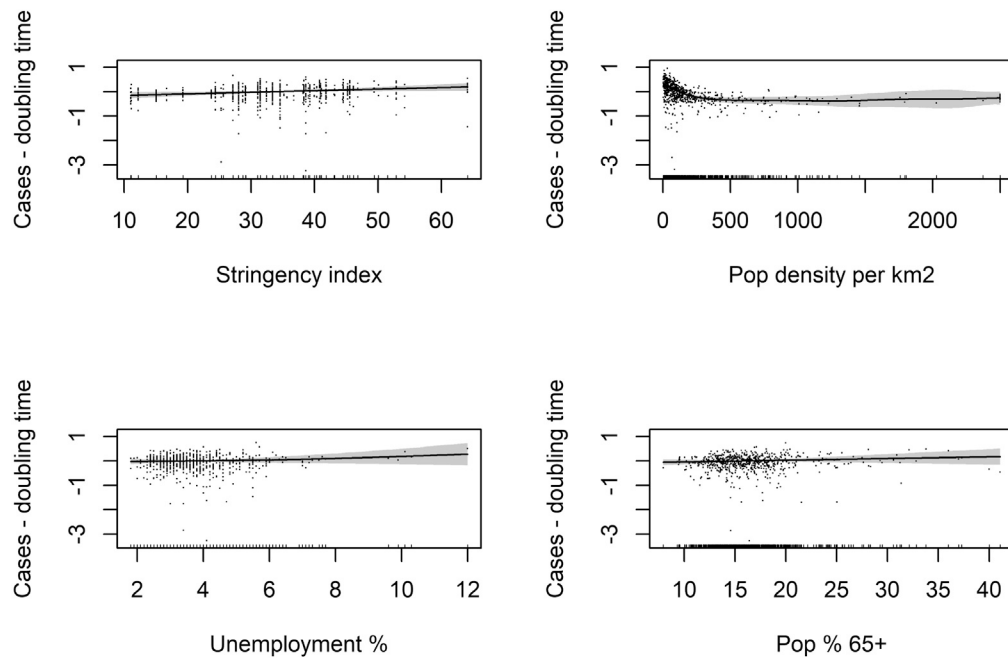 Cases - doubling time
1
-1
-3
10 20 30 40 50 60
Stringency index
Cases - doubling time
1
-1
-3
0 500 1000 2000
Pop density per km2
Cases - doubling time
1
-1
-3
2 4 6 8 10 12
Unemployment %
Cases - doubling time
1
-1
-3
10 15 20 25 30 35 40
Pop % 65+